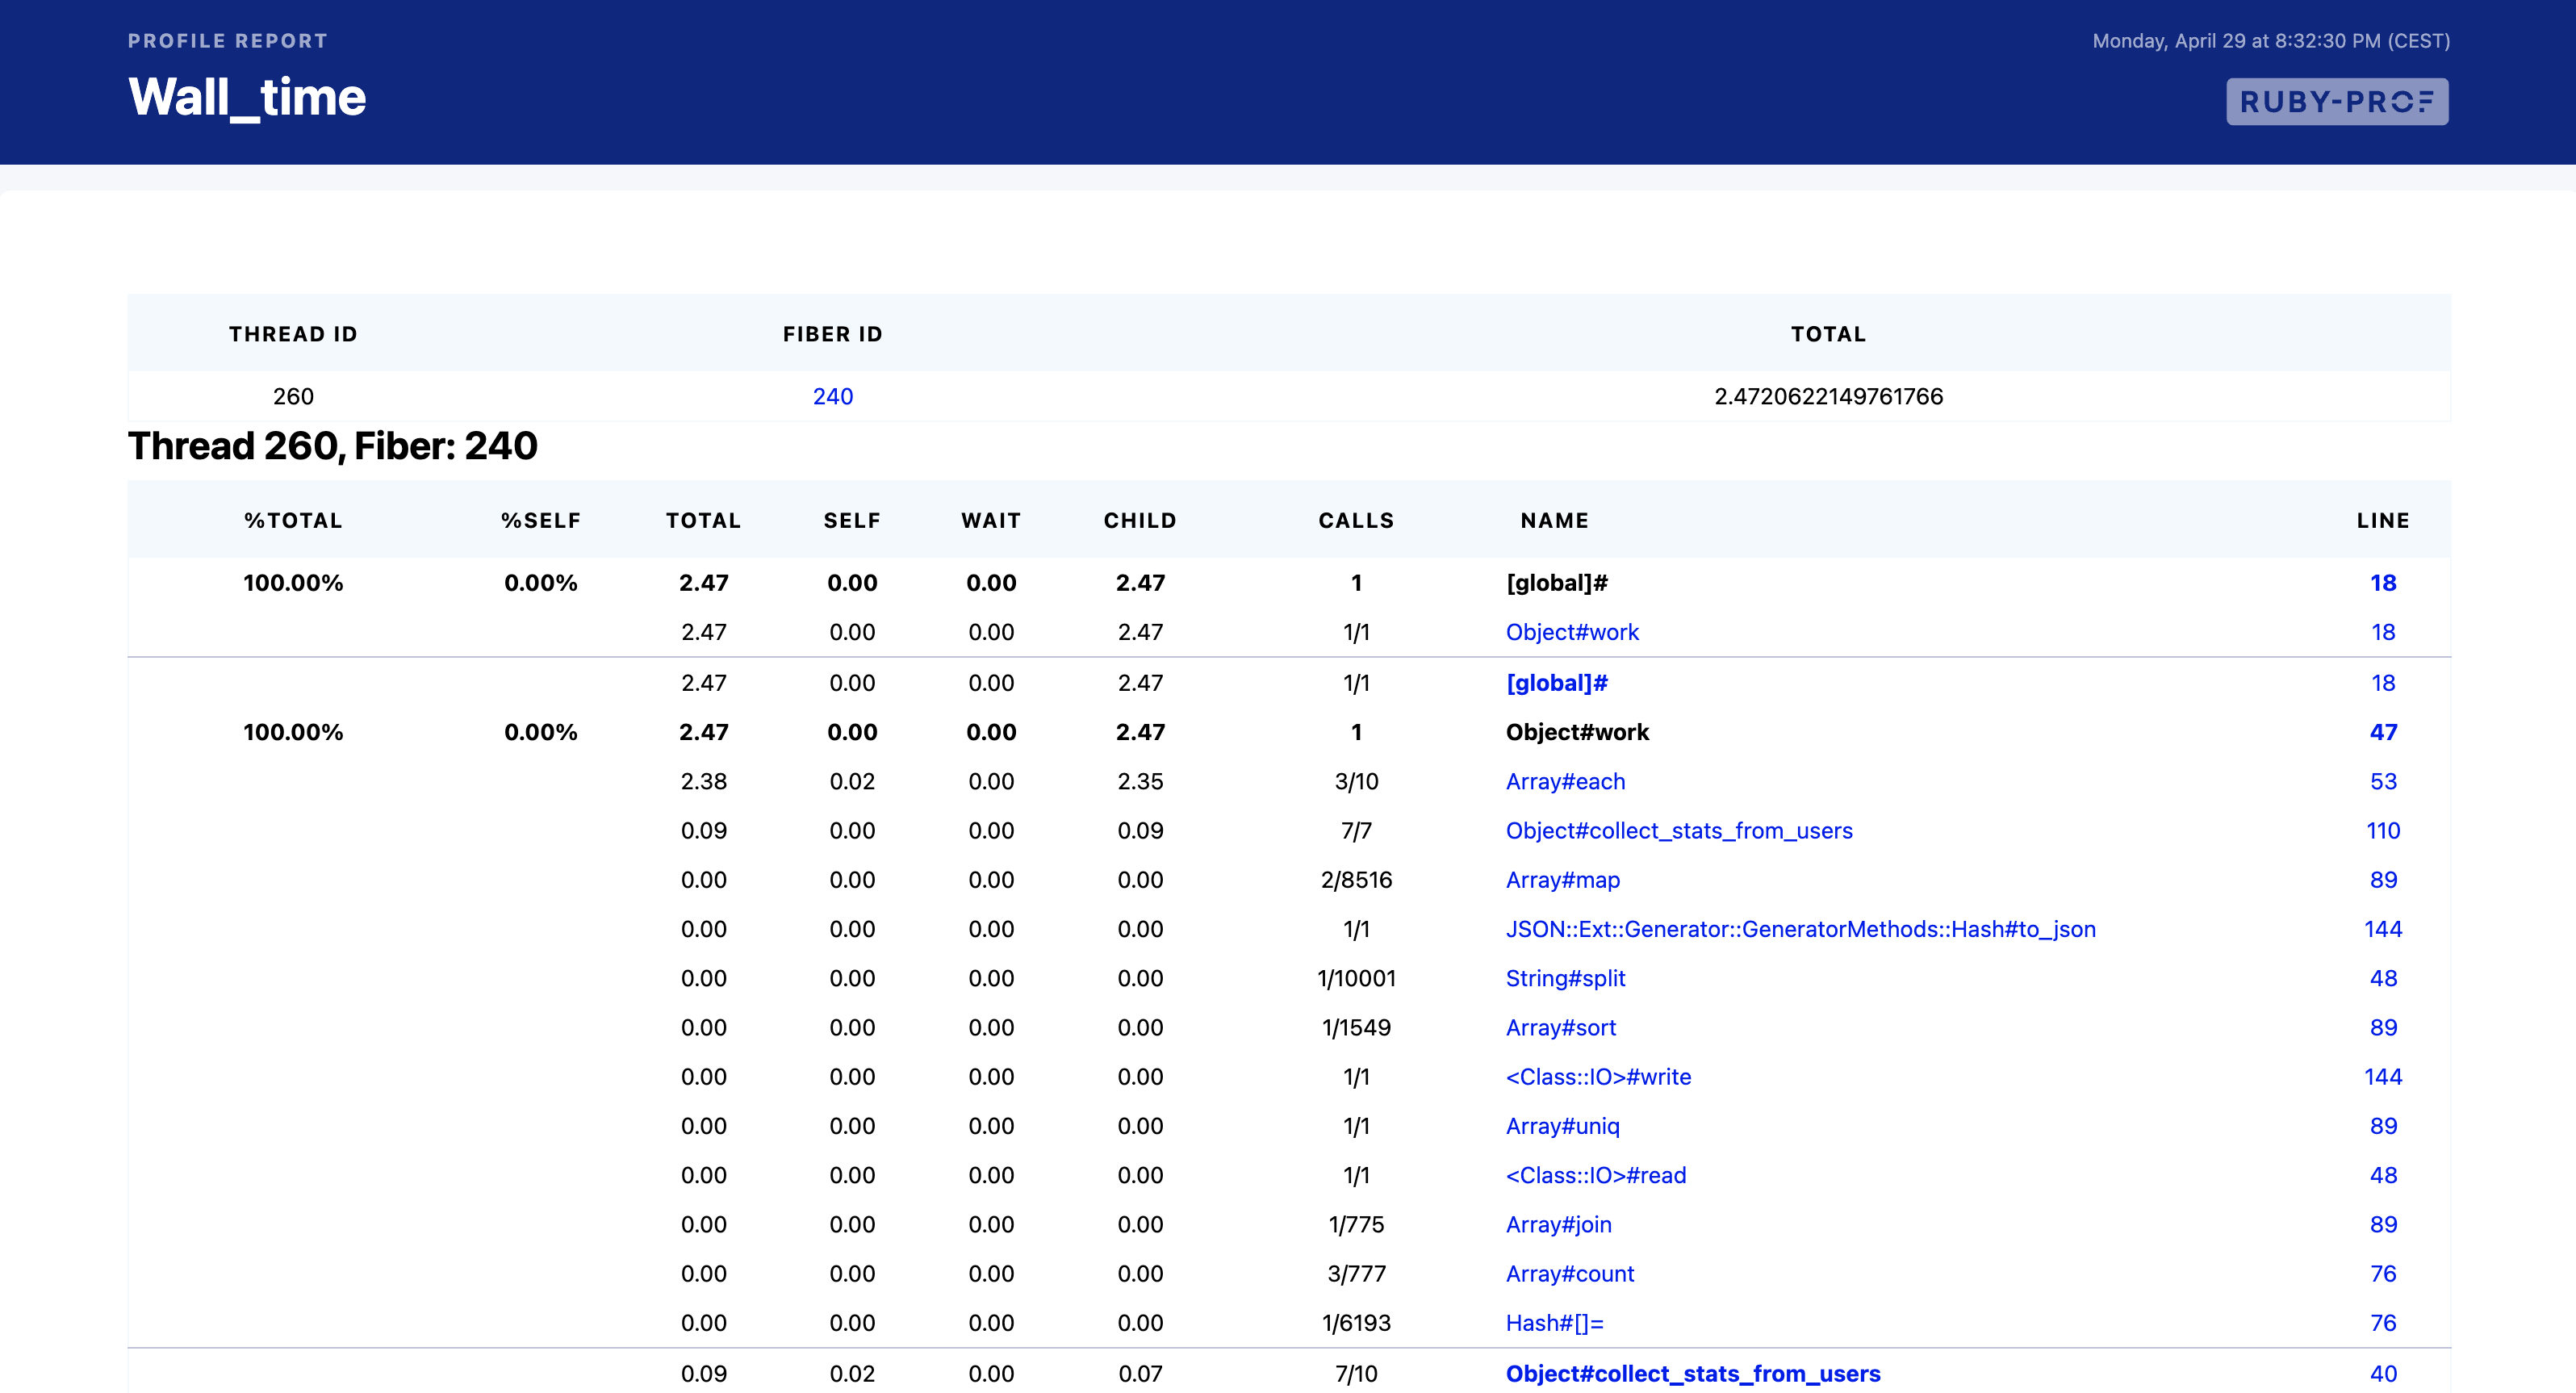 PROFILE REPORT
Monday, April 29 at 8:32:30 PM (CEST)
Wall_time
RUBY-PROF
THREAD ID FIBER ID TOTAL
260 240 2.4720622149761766
Thread 260, Fiber: 240
%TOTAL %SELF TOTAL SELF WAIT CHILD CALLS NAME LINE
100.00% 0.00% 2.47 0.00 0.00 2.47 1 [global]# 18
2.47 0.00 0.00 2.47 1/1 Object#work 18
2.47 0.00 0.00 2.47 1/1 [global]# 18
100.00% 0.00% 2.47 0.00 0.00 2.47 1 Object#work 47
2.38 0.02 0.00 2.35 3/10 Array#each 53
0.09 0.00 0.00 0.09 7/7 Object#collect_stats_from_users 110
0.00 0.00 0.00 0.00 2/8516 Array#map 89
0.00 0.00 0.00 0.00 1/1 JSON::Ext::Generator::GeneratorMethods::Hash#to_json 144
0.00 0.00 0.00 0.00 1/10001 String#split 48
0.00 0.00 0.00 0.00 1/1549 Array#sort 89
0.00 0.00 0.00 0.00 1/1 <Class::IO>#write 144
0.00 0.00 0.00 0.00 1/1 Array#uniq 89
0.00 0.00 0.00 0.00 1/1 <Class::IO>#read 48
0.00 0.00 0.00 0.00 1/775 Array#join 89
0.00 0.00 0.00 0.00 3/777 Array#count 76
0.00 0.00 0.00 0.00 1/6193 Hash#[]= 76
0.09 0.02 0.00 0.07 7/10 Object#collect_stats_from_users 40